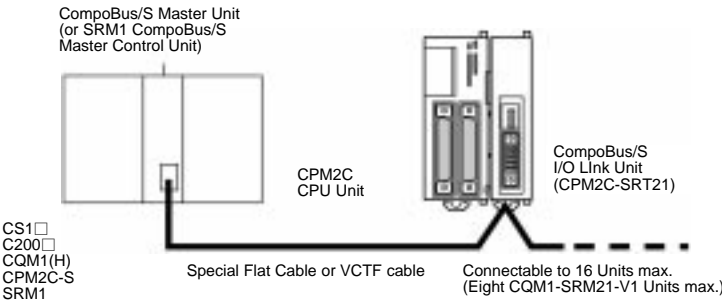 CompoBus/S Master Unit
(or SRM1 CompoBus/S
Master Control Unit)
CPM2C
CPU Unit
CompoBus/S
I/O LInk Unit
(CPM2C-SRT21)
CS1□
C200□
CQM1(H)
CPM2C-S
SRM1
Special Flat Cable or VCTF cable
Connectable to 16 Units max.
(Eight CQM1-SRM21-V1 Units max.)